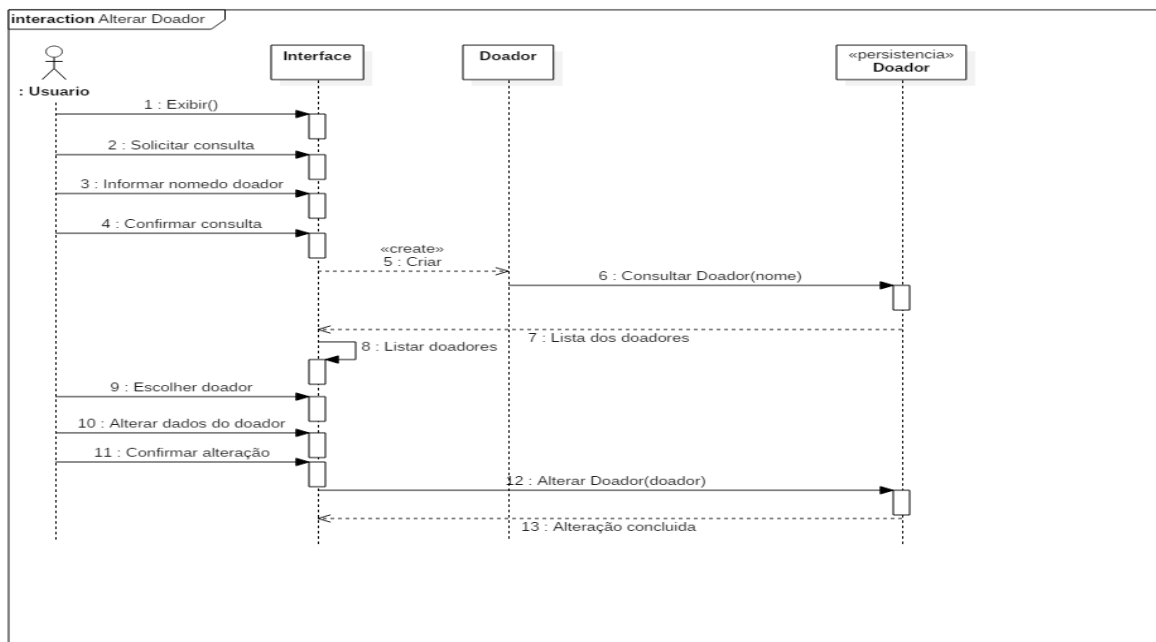 interaction Alterar Doador
Interface
Doador
«persistencia»
Doador
: Usuario
1 : Exibir()
2 : Solicitar consulta
3 : Informar nomedo doador
4 : Confirmar consulta
«create»
5 : Criar
6 : Consultar Doador(nome)
7 : Lista dos doadores
8 : Listar doadores
9 : Escolher doador
10 : Alterar dados do doador
11 : Confirmar alteração
12 : Alterar Doador(doador)
13 : Alteração concluida